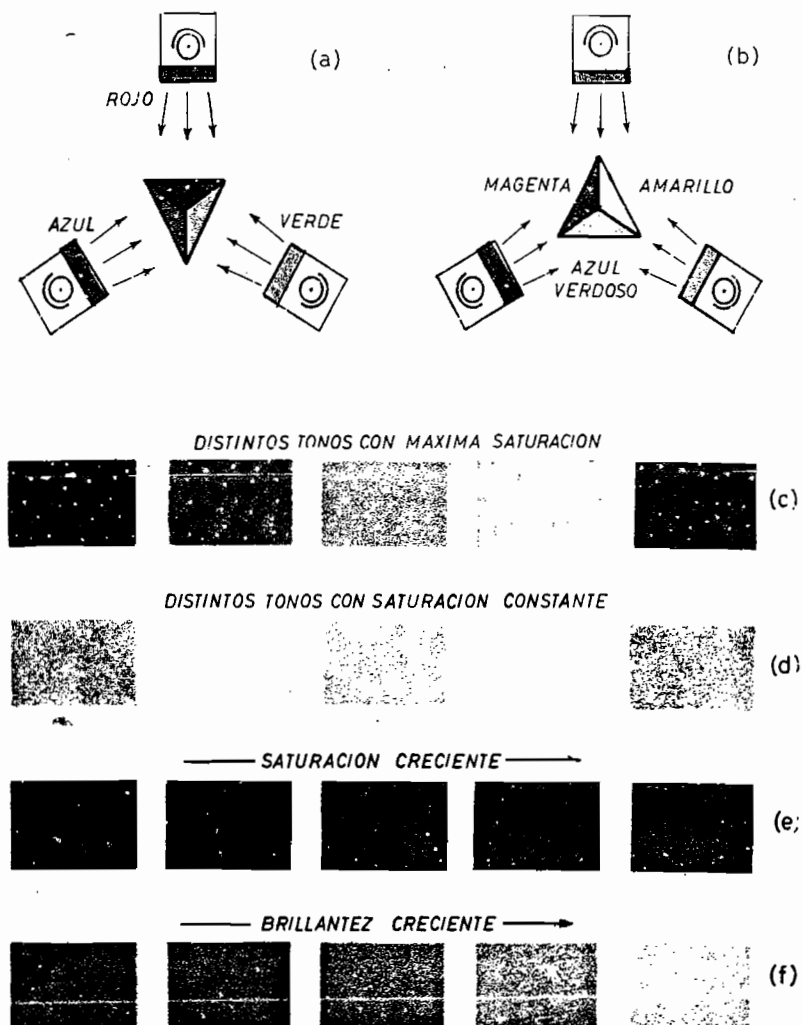 (a)
(b)
ROJO
AZUL
VERDE
MAGENTA
AMARILLO
AZUL
VERDOSO
DISTINTOS TONOS CON MAXIMA SATURACION
(c)
DISTINTOS TONOS CON SATURACION CONSTANTE
(d)
SATURACION CRECIENTE
(e)
BRILLANTEZ CRECIENTE
(f)